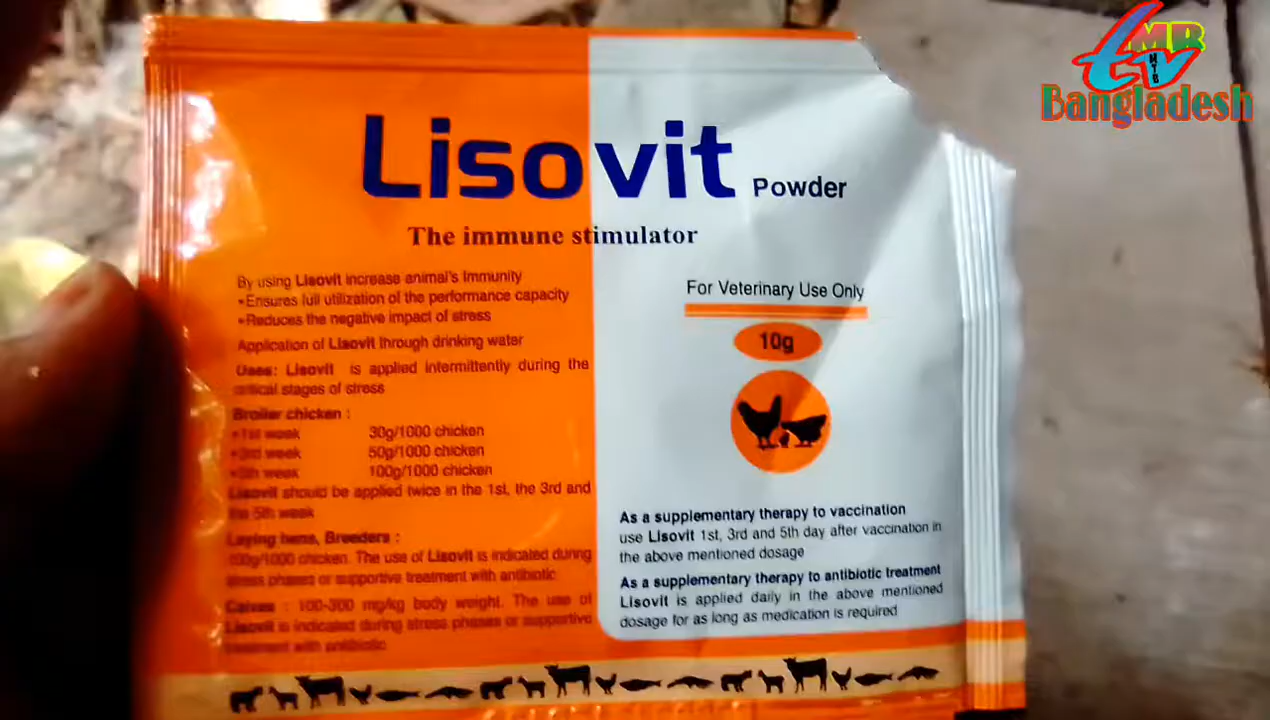 MR
tv
Bangladesh
Lisovit Powder
The immune stimulator
By using Lisovit increase animal's Immunity
•Ensures full utilization of the performance capacity
•Reduces the negative impact of stress
Application of Lisovit through drinking water
Uses: Lisovit is applied intermittently during the
critical stages of stress
Broiler chicken :
•1st week 30g/1000 chicken
•3rd week 50g/1000 chicken
•5th week 100g/1000 chicken
Lisovit should be applied twice in the 1st, the 3rd and
the 5th week
Laying hens, Breeders :
100g/1000 chicken. The use of Lisovit is indicated during
stress phases or supportive treatment with antibiotic
Calves : 100-300 mg/kg body weight. The use of
Lisovit is indicated during stress phases or supportive
treatment with antibiotic
For Veterinary Use Only
10g
As a supplementary therapy to vaccination
use Lisovit 1st, 3rd and 5th day after vaccination in
the above mentioned dosage
As a supplementary therapy to antibiotic treatment
Lisovit is applied daily in the above mentioned
dosage for as long as medication is required